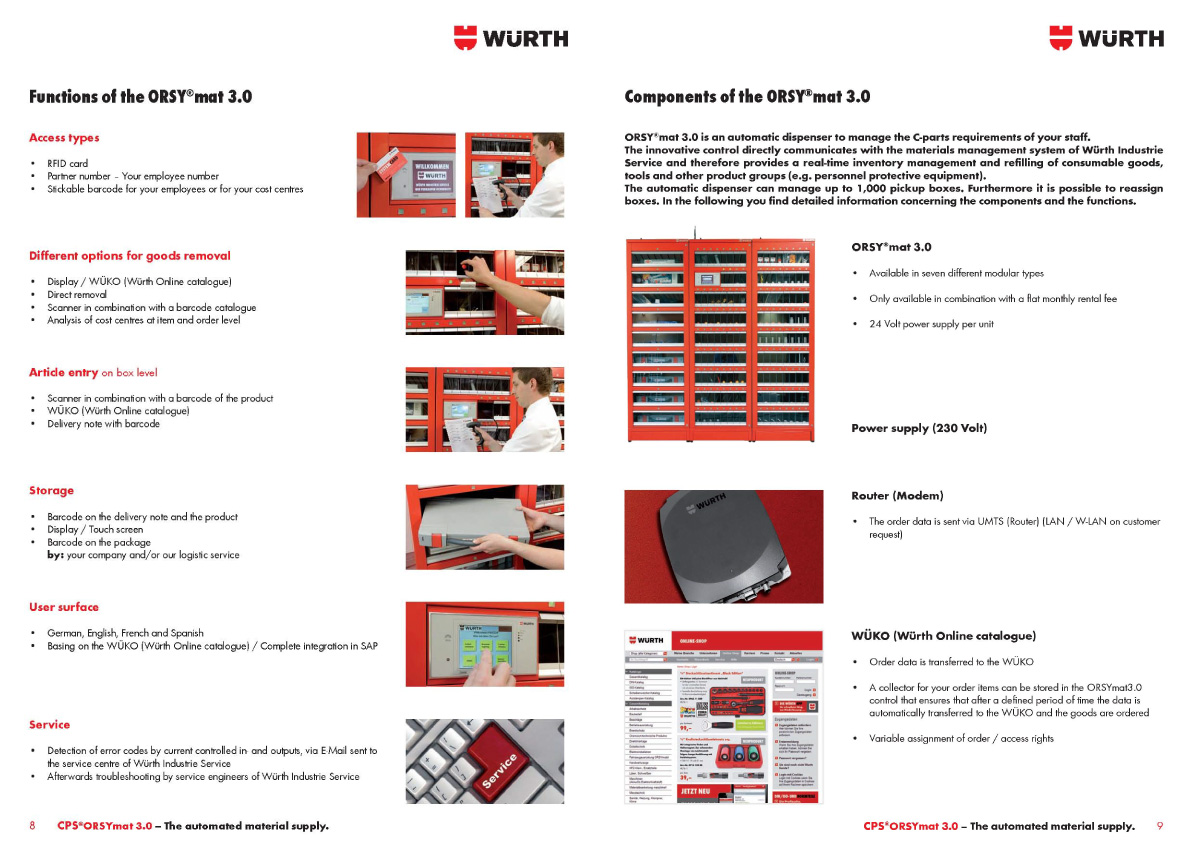 WÜRTH
Functions of the ORSY®mat 3.0
Access types
• RFID card
• Partner number – Your employee number
• Stickable barcode for your employees or for your cost centres
WILLKOMMEN
WÜRTH
Different options for goods removal
• Display / WÜKO (Würth Online catalogue)
• Direct removal
• Scanner in combination with a barcode catalogue
• Analysis of cost centres at item and order level
Article entry on box level
• Scanner in combination with a barcode of the product
• WÜKO (Würth Online catalogue)
• Delivery note with barcode
Storage
• Barcode on the delivery note and the product
• Display / Touch screen
• Barcode on the package
by: your company and/or our logistic service
User surface
• German, English, French and Spanish
• Basing on the WÜKO (Würth Online catalogue) / Complete integration in SAP
WÜRTH
Service
• Detection of error codes by current controlled in- and outputs, via E-Mail sent to
the service centre of Würth Industrie Service
• Afterwards troubleshooting by service engineers of Würth Industrie Service
Service
8 CPS®ORSYmat 3.0 – The automated material supply.
WÜRTH
Components of the ORSY®mat 3.0
ORSY®mat 3.0 is an automatic dispenser to manage the C-parts requirements of your staff.
The innovative control directly communicates with the materials management system of Würth Industrie
Service and therefore provides a real-time inventory management and refilling of consumable goods,
tools and other product groups (e.g. personnel protective equipment).
The automatic dispenser can manage up to 1,000 pickup boxes. Furthermore it is possible to reassign
boxes. In the following you find detailed information concerning the components and the functions.
ORSY®mat 3.0
• Available in seven different modular types
• Only available in combination with a flat monthly rental fee
• 24 Volt power supply per unit
Power supply (230 Volt)
WÜRTH
Router (Modem)
• The order data is sent via UMTS (Router) (LAN / W-LAN on customer
request)
WÜRTH
ONLINE-SHOP
JETZT NEU
WÜKO (Würth Online catalogue)
• Order data is transferred to the WÜKO
• A collector for your order items can be stored in the ORSYmat3.0
control that ensures that after a defined period of time the data is
automatically transferred to the WÜKO and the goods are ordered
• Variable assignment of order / access rights
CPS®ORSYmat 3.0 – The automated material supply. 9